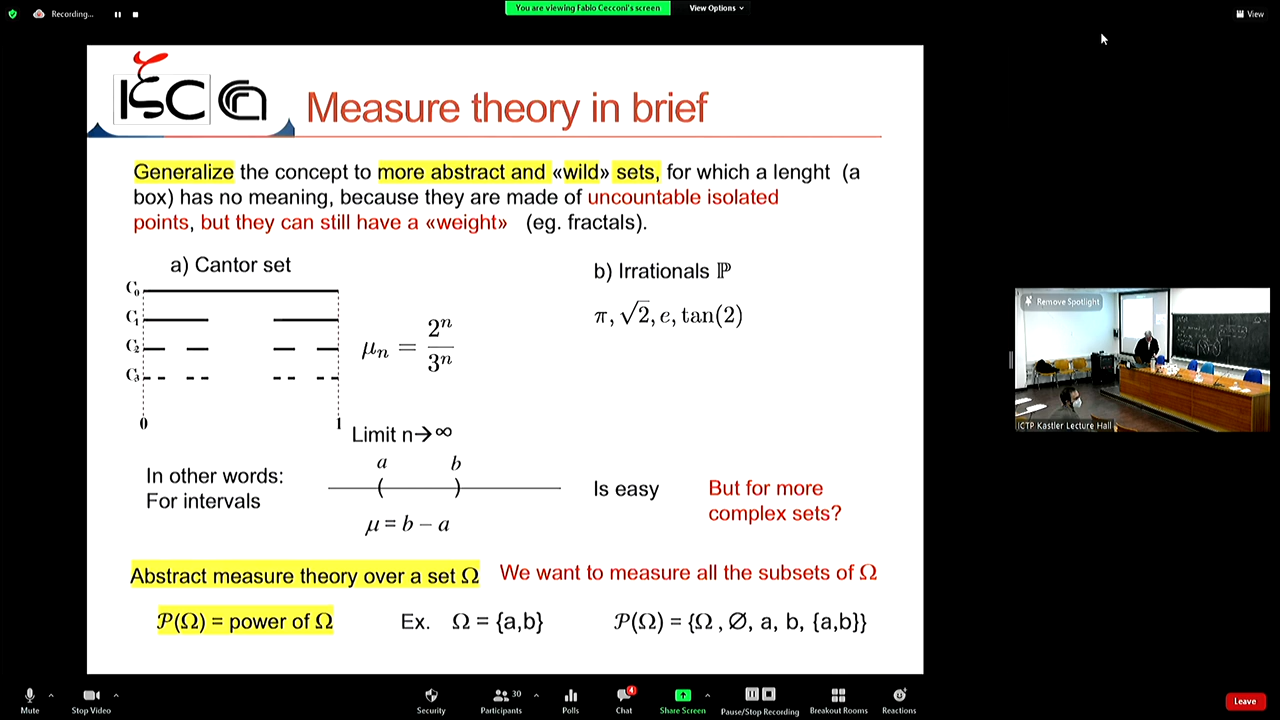 Recording...
You are viewing Fabio Cecconi's screen
View Options
View
ISC
Measure theory in brief
Generalize the concept to more abstract and «wild» sets, for which a lenght (a
box) has no meaning, because they are made of uncountable isolated
points, but they can still have a «weight» (eg. fractals).
a) Cantor set
b) Irrationals ℙ
C0
C1
C2
C3
0
1
μn = 2^n / 3^n
π, √2, e, tan(2)
Limit n→∞
In other words:
For intervals
a b
( )
μ = b − a
Is easy
But for more
complex sets?
Abstract measure theory over a set Ω
We want to measure all the subsets of Ω
𝒫(Ω) = power of Ω
Ex. Ω = {a,b}
𝒫(Ω) = {Ω , Ø, a, b, {a,b}}
Remove Spotlight
ICTP Kastler Lecture Hall
Mute
Stop Video
Security
30
Participants
Polls
4
Chat
Share Screen
Pause/Stop Recording
Breakout Rooms
Reactions
Leave